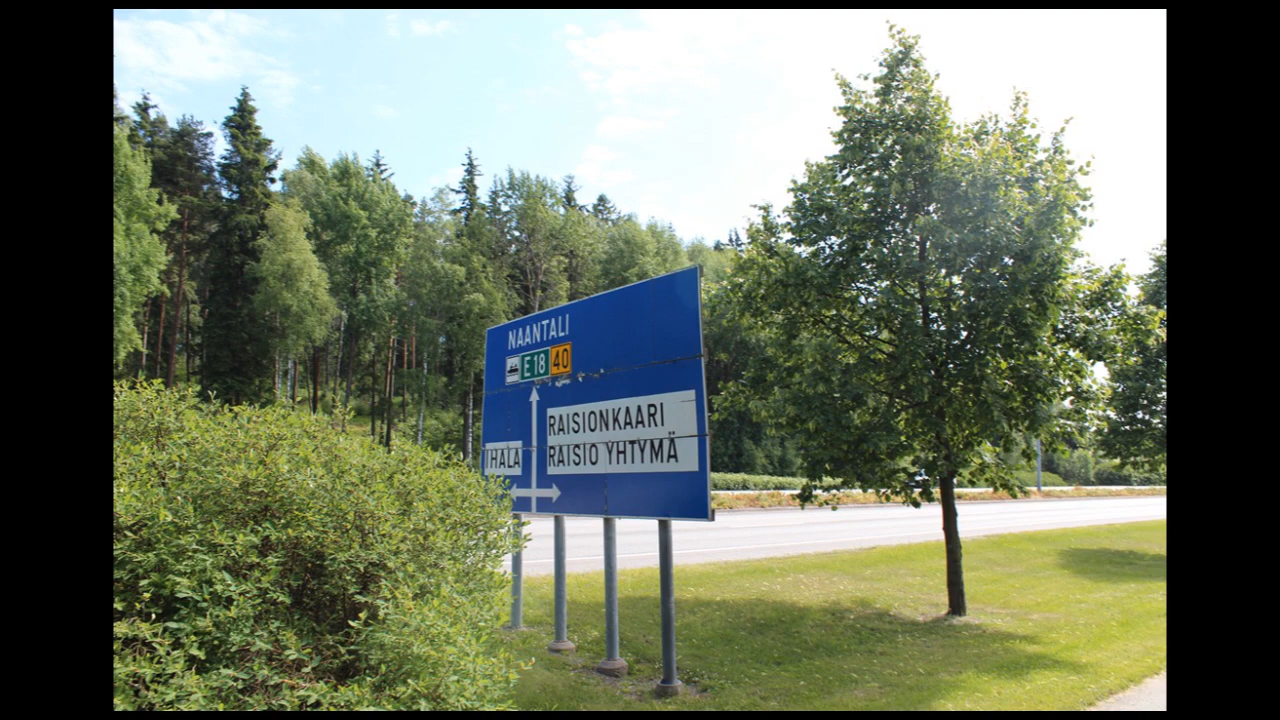 NAANTALI
E18 40
RAISIONKAARI
IHALA RAISIO YHTYMÄ